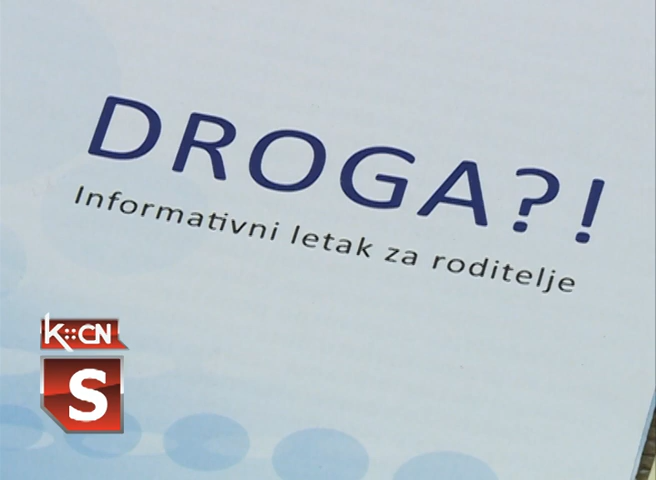 DROGA?!
Informativni letak za roditelje
K::CN
S